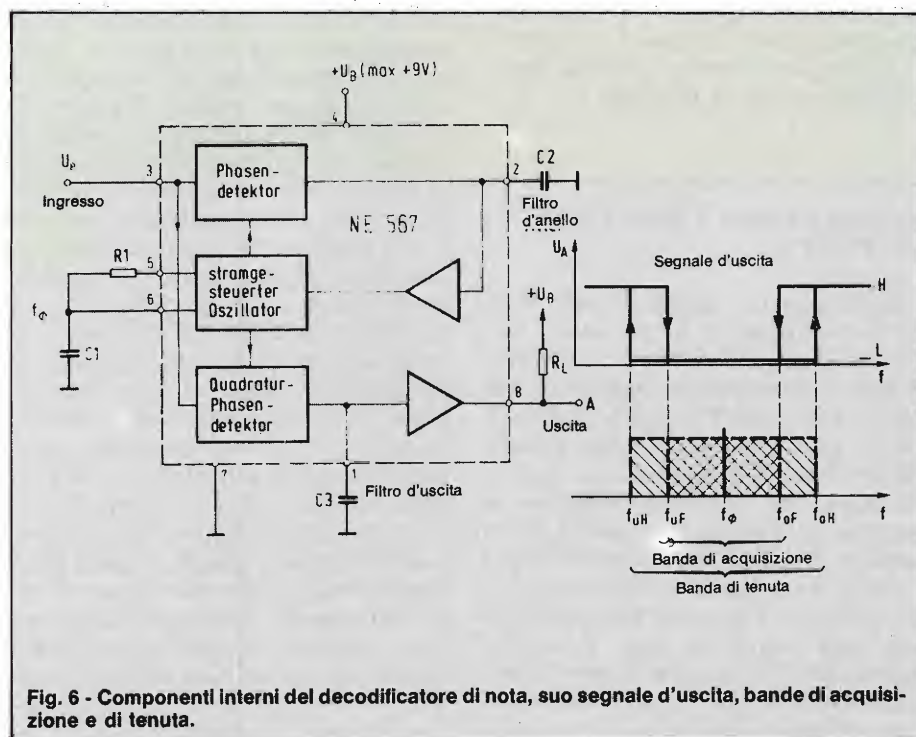 +U_B (max +9V)
4
U_e
3
Ingresso
Phasen-
detektor
2
C2
Filtro
d'anello
NE 567
R1
5
6
f_Φ
C1
stromge-
steuerter
Oszillator
Quadratur-
Phasen-
detektor
+U_B
R_L
8
A
Uscita
7
1
C3
Filtro d'uscita
U_A
Segnale d'uscita
H
L
f
f_uH f_uF f_Φ f_oF f_oH f
Banda di acquisizione
Banda di tenuta
Fig. 6 - Componenti interni del decodificatore di nota, suo segnale d'uscita, bande di acquisi-
zione e di tenuta.